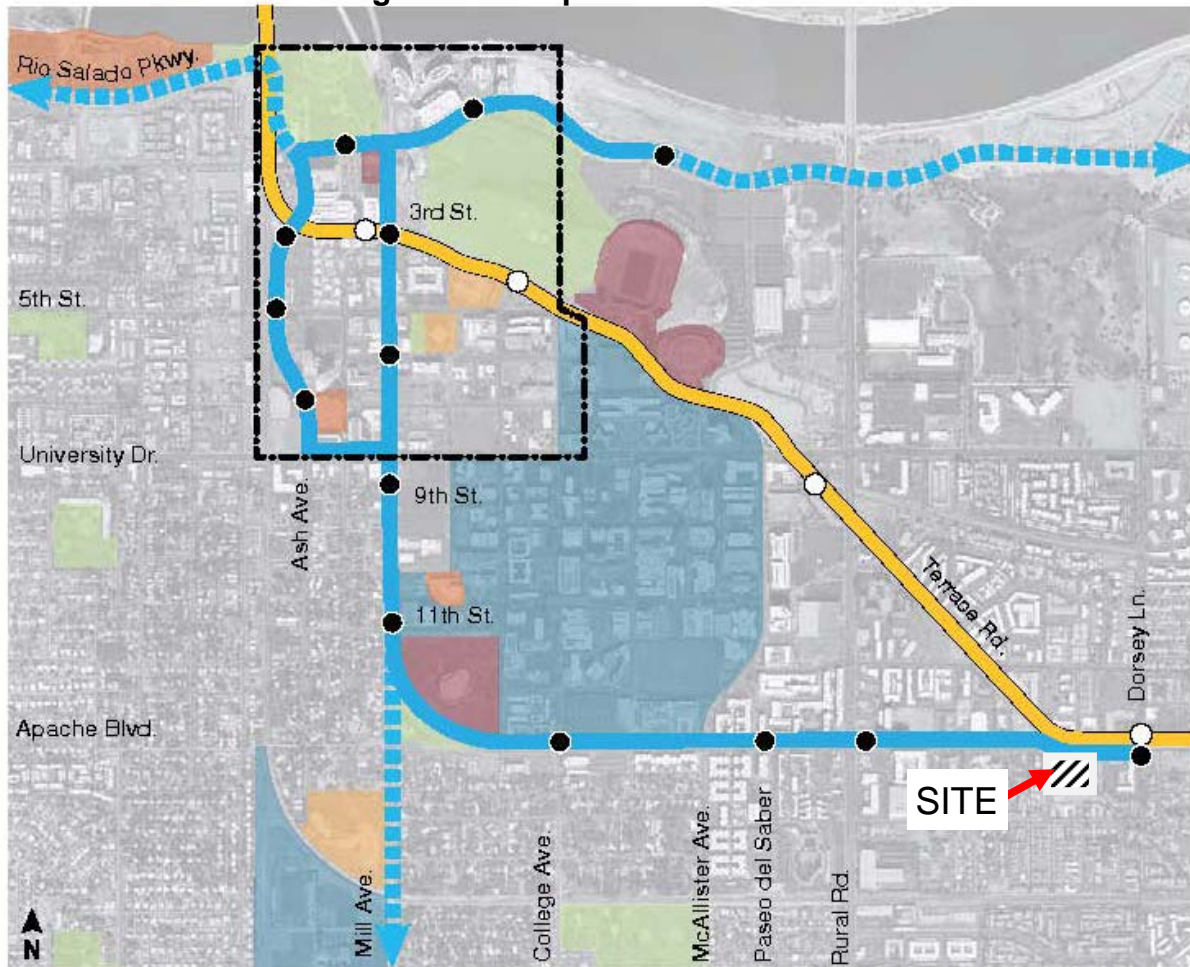 Rio Salado Pkwy.
3rd St.
5th St.
University Dr.
Ash Ave.
9th St.
11th St.
Terrace Rd.
Dorsey Ln.
Apache Blvd.
SITE
Mill Ave.
College Ave.
McAllister Ave.
Paseo del Saber
Rural Rd.
N